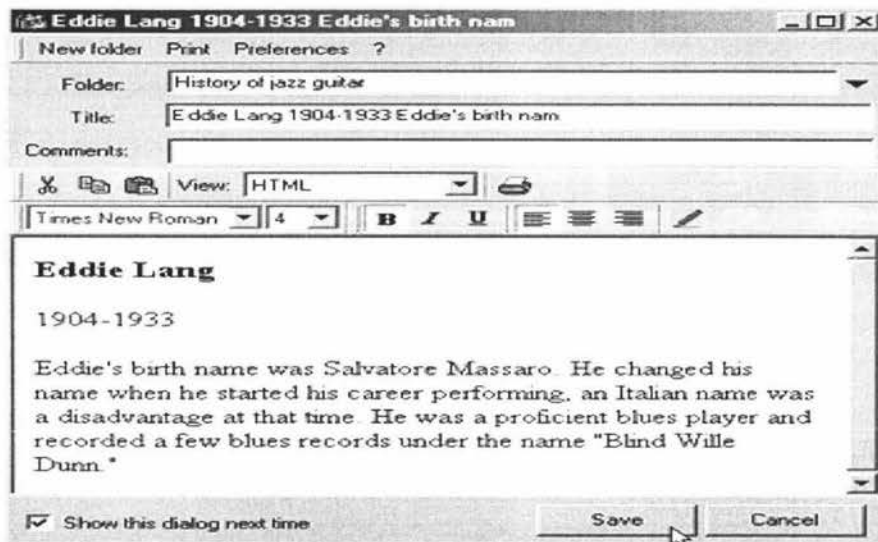 Eddie Lang 1904-1933 Eddie's birth nam
New folder Print Preferences ?
Folder: History of jazz guitar
Title: Eddie Lang 1904-1933 Eddie's birth nam
Comments:
View: HTML
Times New Roman 4 B I U
Eddie Lang
1904-1933
Eddie's birth name was Salvatore Massaro. He changed his
name when he started his career performing, an Italian name was
a disadvantage at that time. He was a proficient blues player and
recorded a few blues records under the name "Blind Wille
Dunn."
Show this dialog next time Save Cancel